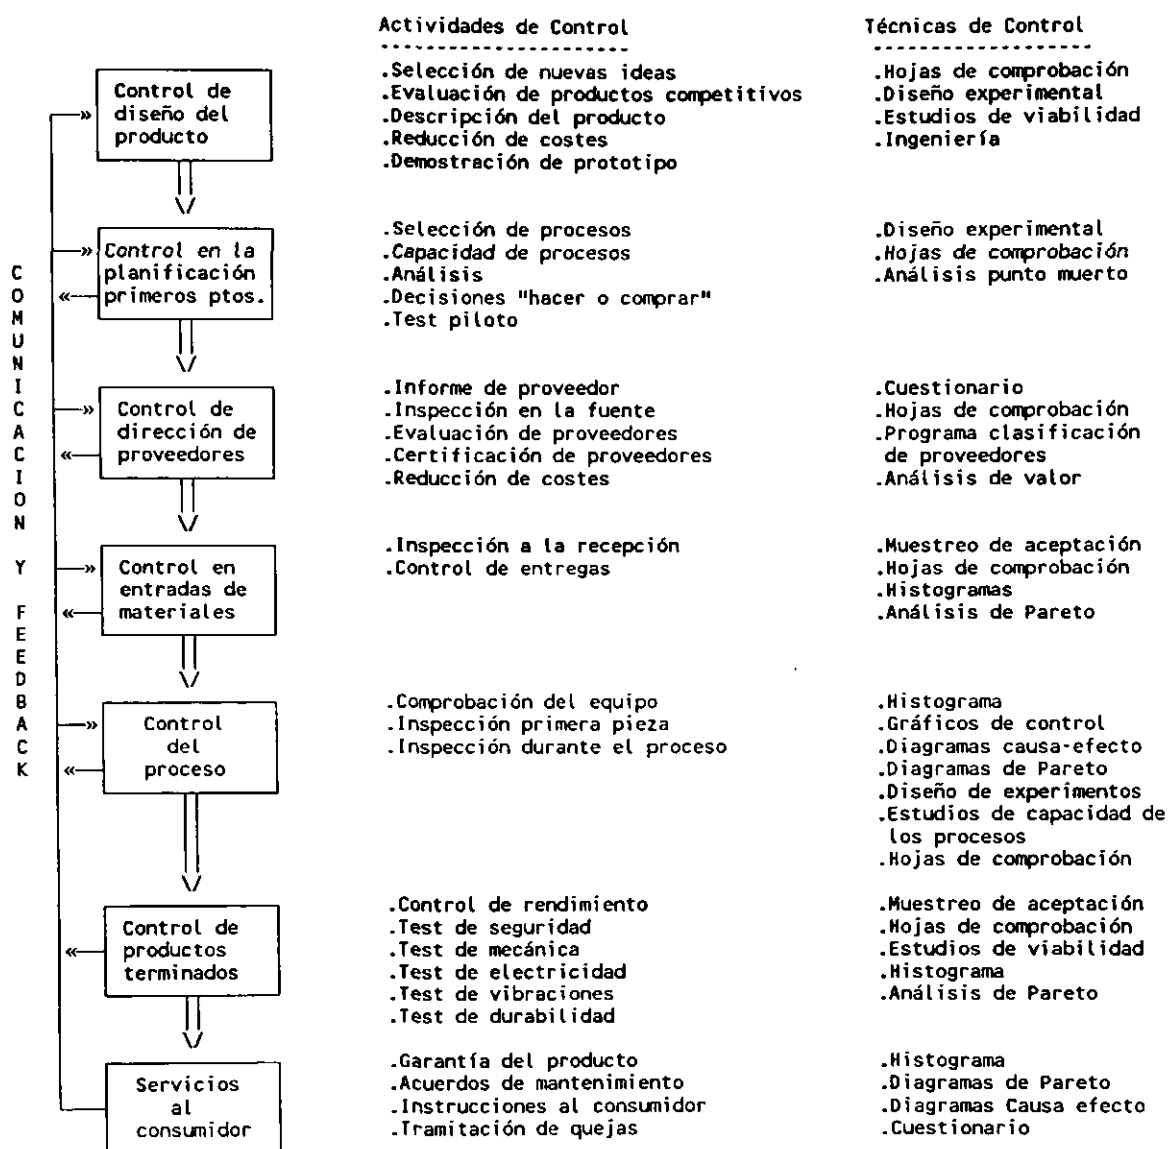 Actividades de Control
Técnicas de Control
Control de
diseño del
producto
.Selección de nuevas ideas
.Evaluación de productos competitivos
.Descripción del producto
.Reducción de costes
.Demostración de prototipo
.Hojas de comprobación
.Diseño experimental
.Estudios de viabilidad
.Ingeniería
Control en la
planificación
primeros ptos.
.Selección de procesos
.Capacidad de procesos
.Análisis
.Decisiones "hacer o comprar"
.Test piloto
.Diseño experimental
.Hojas de comprobación
.Análisis punto muerto
COMUNICACION Y FEEDBACK
Control de
dirección de
proveedores
.Informe de proveedor
.Inspección en la fuente
.Evaluación de proveedores
.Certificación de proveedores
.Reducción de costes
.Cuestionario
.Hojas de comprobación
.Programa clasificación
de proveedores
.Análisis de valor
Control en
entradas de
materiales
.Inspección a la recepción
.Control de entregas
.Muestreo de aceptación
.Hojas de comprobación
.Histogramas
.Análisis de Pareto
Control
del
proceso
.Comprobación del equipo
.Inspección primera pieza
.Inspección durante el proceso
.Histograma
.Gráficos de control
.Diagramas causa-efecto
.Diagramas de Pareto
.Diseño de experimentos
.Estudios de capacidad de
los procesos
.Hojas de comprobación
Control de
productos
terminados
.Control de rendimiento
.Test de seguridad
.Test de mecánica
.Test de electricidad
.Test de vibraciones
.Test de durabilidad
.Muestreo de aceptación
.Hojas de comprobación
.Estudios de viabilidad
.Histograma
.Análisis de Pareto
Servicios
al
consumidor
.Garantía del producto
.Acuerdos de mantenimiento
.Instrucciones al consumidor
.Tramitación de quejas
.Histograma
.Diagramas de Pareto
.Diagramas Causa efecto
.Cuestionario